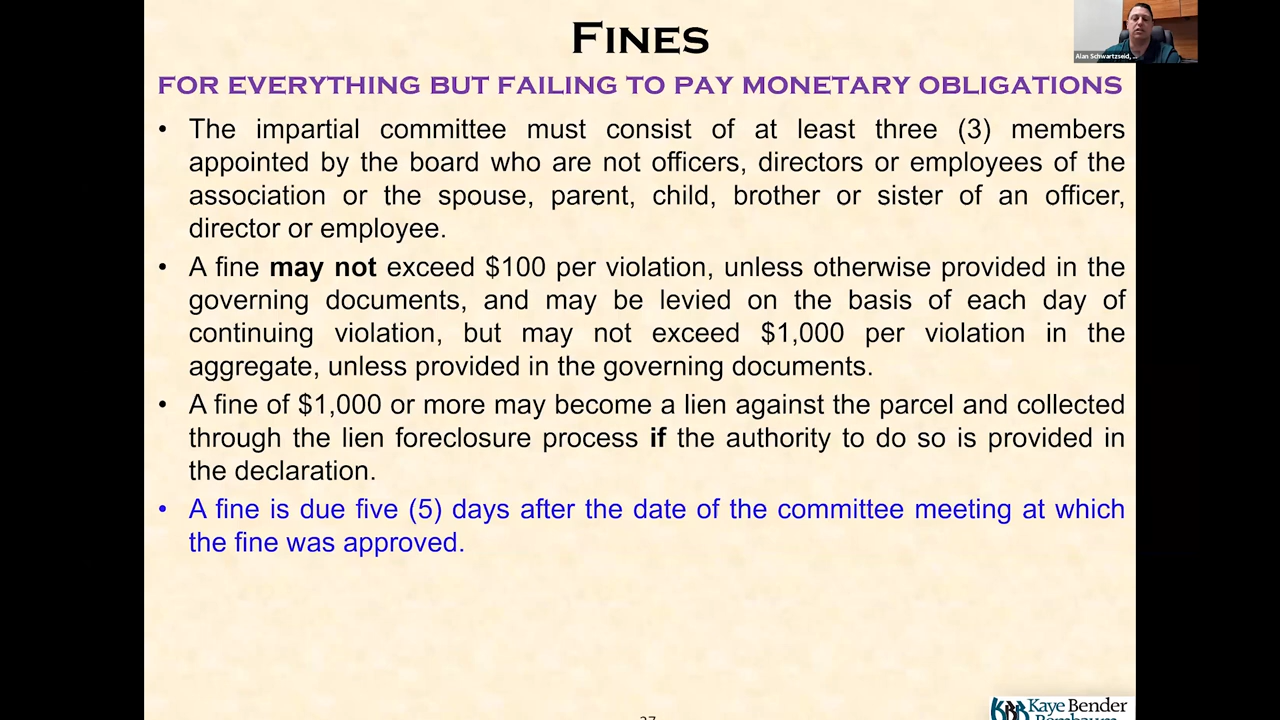 FINES
FOR EVERYTHING BUT FAILING TO PAY MONETARY OBLIGATIONS
Alan Schwartzseid, ...
• The impartial committee must consist of at least three (3) members
appointed by the board who are not officers, directors or employees of the
association or the spouse, parent, child, brother or sister of an officer,
director or employee.
• A fine may not exceed $100 per violation, unless otherwise provided in the
governing documents, and may be levied on the basis of each day of
continuing violation, but may not exceed $1,000 per violation in the
aggregate, unless provided in the governing documents.
• A fine of $1,000 or more may become a lien against the parcel and collected
through the lien foreclosure process if the authority to do so is provided in
the declaration.
• A fine is due five (5) days after the date of the committee meeting at which
the fine was approved.
27
KBR Kaye Bender
Rembaum